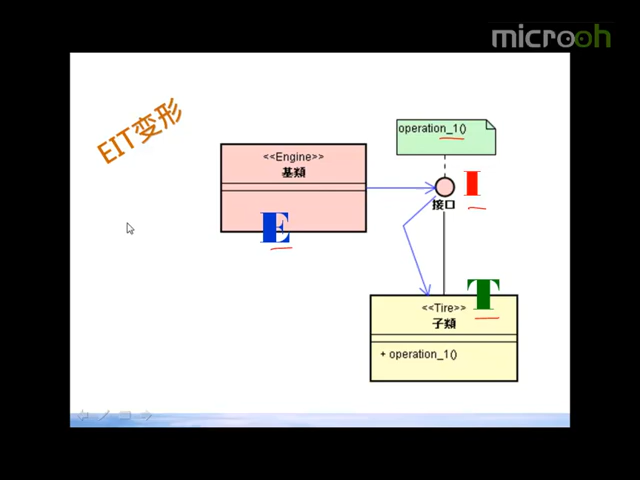 microoh
EIT变形
operation_1()
<<Engine>>
基類
E
I
接口
T
<<Tire>>
子類
+ operation_1()